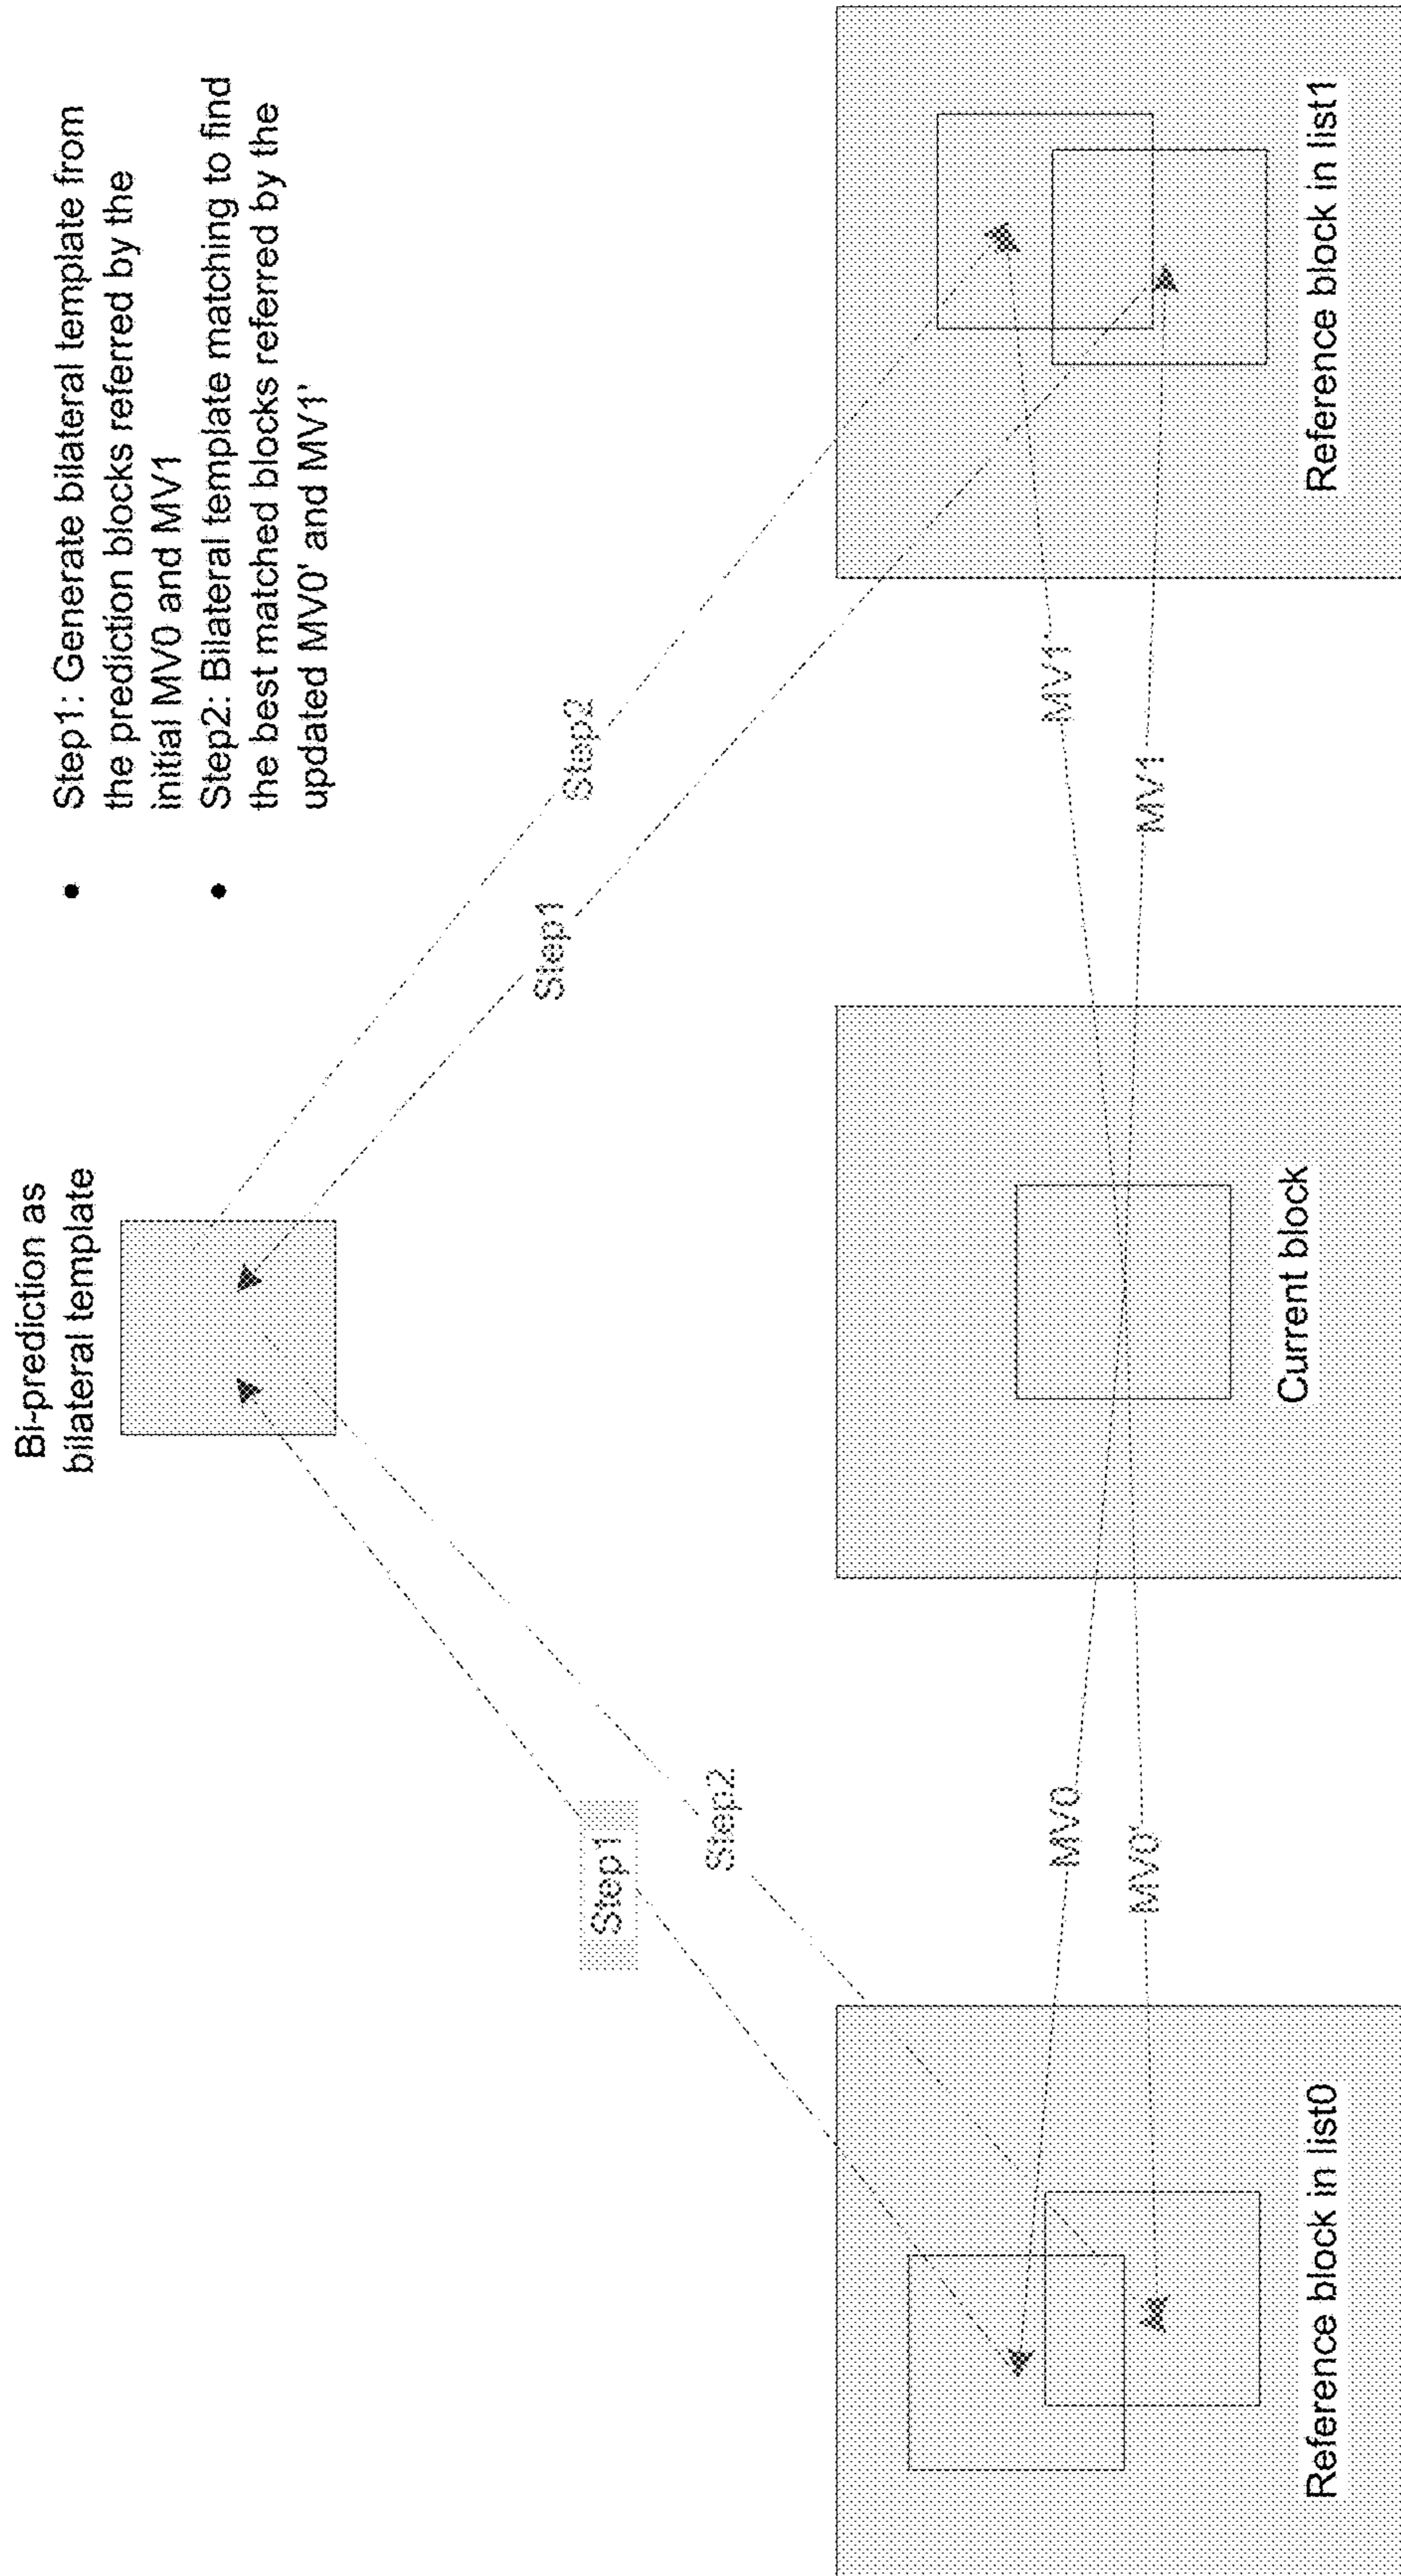 Bi-prediction as
bilateral template
• Step1: Generate bilateral template from
the prediction blocks referred by the
initial MV0 and MV1
• Step2: Bilateral template matching to find
the best matched blocks referred by the
updated MV0' and MV1'
Step1
Step2
Step1
Step2
MV0
MV0'
MV1'
MV1
Reference block in list0
Current block
Reference block in list1